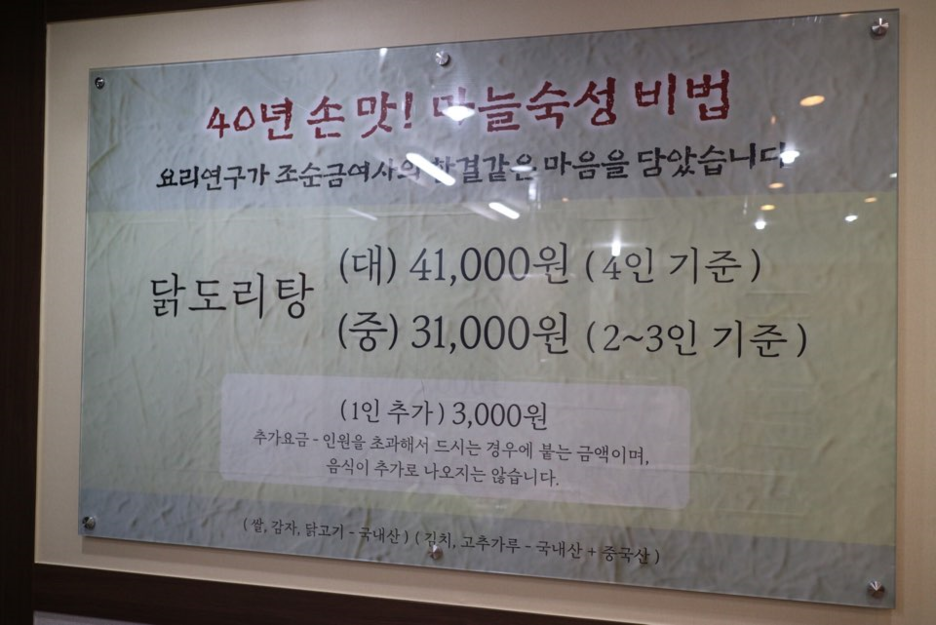 40년 손맛! 마늘숙성 비법
요리연구가 조순금여사의 한결같은 마음을 담았습니다
닭도리탕 (대) 41,000원 (4인 기준)
(중) 31,000원 (2~3인 기준)
(1인 추가) 3,000원
추가요금 - 인원을 초과해서 드시는 경우에 붙는 금액이며,
음식이 추가로 나오지는 않습니다.
(쌀, 감자, 닭고기 - 국내산) (김치, 고추가루 - 국내산 + 중국산)